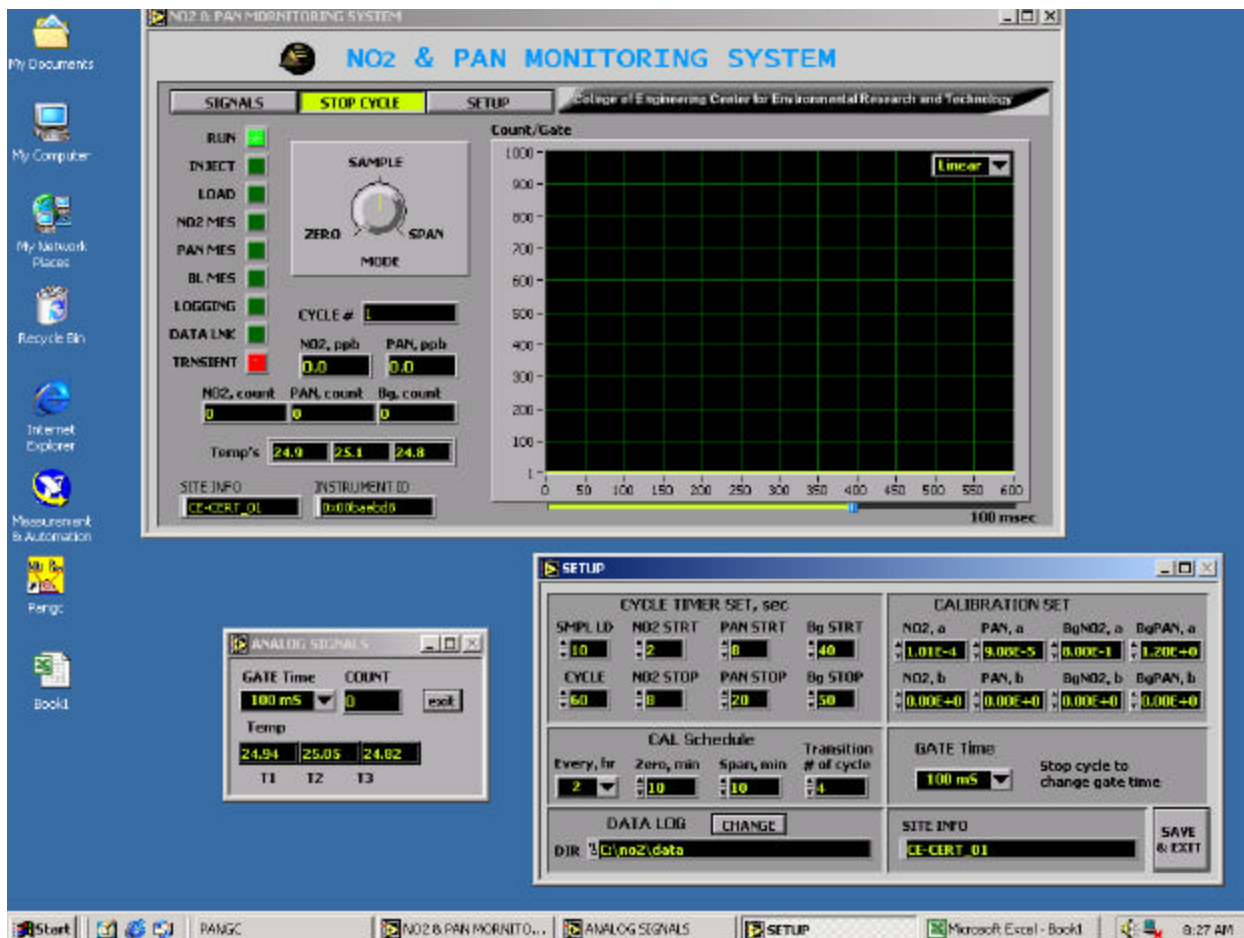 My Documents
My Computer
My Network
Places
Recycle Bin
Internet
Explorer
Measurement
& Automation
Pangc
Book1
NO2 & PAN MORNITORING SYSTEM
NO2 & PAN MONITORING SYSTEM
SIGNALS STOP CYCLE SETUP College of Engineering Center for Environmental Research and Technology
RUN
INJECT
LOAD
NO2 MES
PAN MES
BL MES
LOGGING
DATA LNK
TRNSIENT
SAMPLE
ZERO SPAN
MODE
CYCLE # 1
NO2, ppb PAN, ppb
0.0 0.0
NO2, count PAN, count Bg, count
0 0 0
Temp's 24.9 25.1 24.8
SITE INFO INSTRUMENT ID
CE-CERT_01 0x00baebd6
Count/Gate
Linear
1000
900
800
700
600
500
400
300
200
100
1
0 50 100 150 200 250 300 350 400 450 500 550 600
100 msec
ANALOG SIGNALS
GATE Time COUNT
100 mS 0 exit
Temp
24.94 25.05 24.82
T1 T2 T3
SETUP
CYCLE TIMER SET, sec
SMPL LD NO2 STRT PAN STRT Bg STRT
10 2 8 40
CYCLE NO2 STOP PAN STOP Bg STOP
60 8 20 50
CALIBRATION SET
NO2, a PAN, a BgNO2, a BgPAN, a
1.01E-4 9.06E-5 8.00E-1 1.20E+0
NO2, b PAN, b BgNO2, b BgPAN, b
0.00E+0 0.00E+0 0.00E+0 0.00E+0
CAL Schedule
Every, hr Zero, min Span, min Transition
# of cycle
2 10 10 4
GATE Time
100 mS Stop cycle to
change gate time
DATA LOG CHANGE
DIR C:\no2\data
SITE INFO
CE-CERT_01
SAVE
& EXIT
Start PANGC NO2 & PAN MORNITO... ANALOG SIGNALS SETUP Microsoft Excel - Book1 8:27 AM